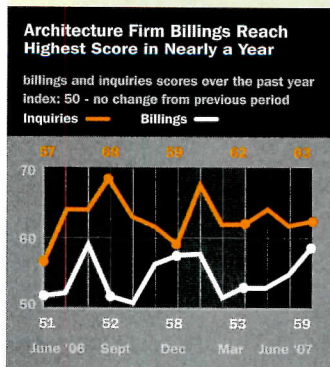 Architecture Firm Billings Reach
Highest Score in Nearly a Year
billings and inquiries scores over the past year
index: 50 - no change from previous period
Inquiries Billings
57 68 59 62 63
70
60
50
51 52 58 53 59
June '06 Sept Dec Mar June '07